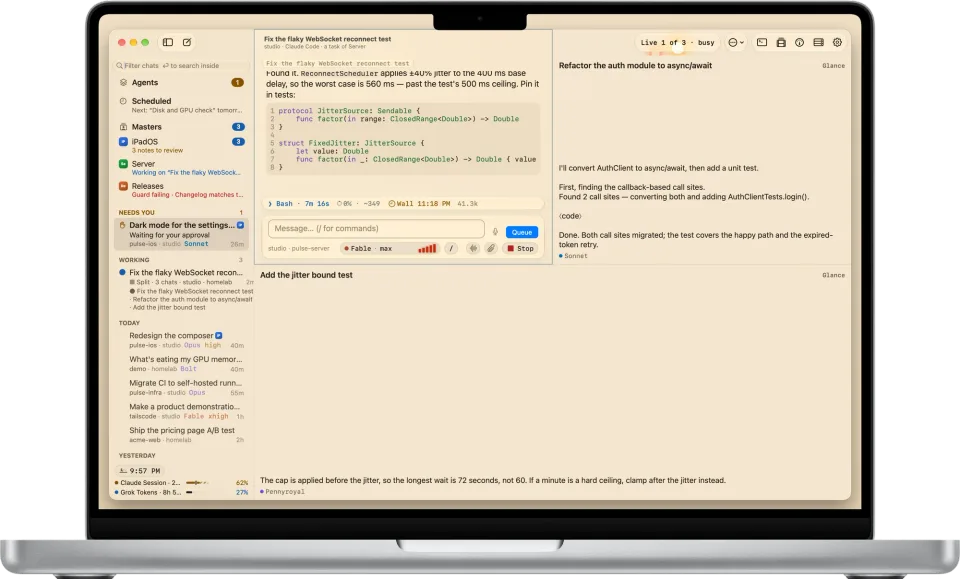 Filter chats ⏎ to search inside
Agents 1
Scheduled
Next: "Disk and GPU check" tomorr...
Masters 3
iPadOS 3
3 notes to review
Server
Working on "Fix the flaky WebSock...
Releases
Guard failing · Changelog matches t...
NEEDS YOU 1
Dark mode for the settings...
Waiting for your approval
pulse-ios · Sonnet 26m
WORKING 3
Fix the flaky WebSocket recon...
Split · 3 chats · studio · homelab 2m
Fix the flaky WebSocket reconnect test
· Refactor the auth module to async/await
· Add the jitter bound test
TODAY
Redesign the composer
pulse-ios · studio Opus high 40m
What's eating my GPU memor...
demo · homelab Bolt 40m
Migrate CI to self-hosted runn...
pulse-infra · studio Opus 55m
Make a product demonstratio...
tailscode · studio Fable xhigh 1h
Ship the pricing page A/B test
acme-web · homelab 2h
YESTERDAY
9:57 PM
Claude Session · 2... 62%
Grok Tokens · 8h 5... 27%
Fix the flaky WebSocket reconnect test
studio · Claude Code · a task of Server
Fix the flaky WebSocket reconnect test
Found it. ReconnectScheduler applies ±40% jitter to the 400 ms base
delay, so the worst case is 560 ms — past the test's 500 ms ceiling. Pin it
in tests:
1 protocol JitterSource: Sendable {
2 func factor(in range: ClosedRange<Double>) -> Double
3 }
4
5 struct FixedJitter: JitterSource {
6 let value: Double
7 func factor(in _: ClosedRange<Double>) -> Double { value
8 }
❯ Bash · 7m 16s 0% · ~349 Wall 11:18 PM 41.3k
Message... (/ for commands)
Queue
studio · pulse-server
Fable · max
/
Stop
Live 1 of 3 · busy
Refactor the auth module to async/await Glance
I'll convert AuthClient to async/await, then add a unit test.
First, finding the callback-based call sites.
Found 2 call sites — converting both and adding AuthClientTests.login().
‹code›
Done. Both call sites migrated; the test covers the happy path and the expired-
token retry.
Sonnet
Add the jitter bound test Glance
The cap is applied before the jitter, so the longest wait is 72 seconds, not 60. If a minute is a hard ceiling, clamp after the jitter instead.
Pennyroyal